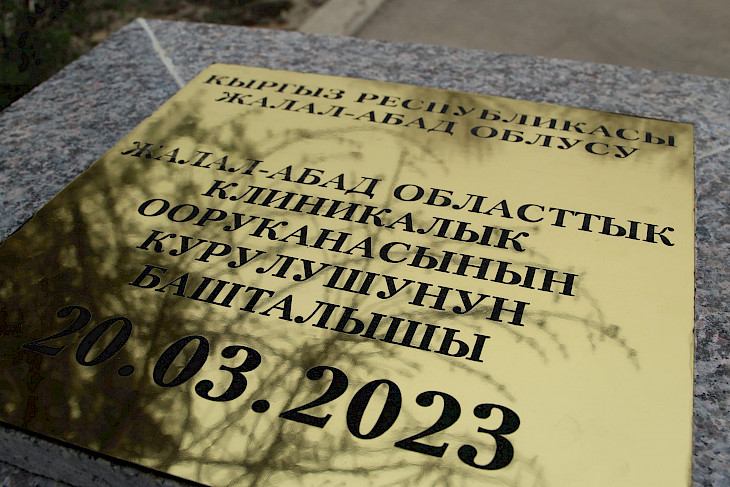 КЫРГЫЗ РЕСПУБЛИКАСЫ
ЖАЛАЛ-АБАД ОБЛУСУ
ЖАЛАЛ-АБАД ОБЛАСТТЫК
КЛИНИКАЛЫК
ООРУКАНАСЫНЫН
КУРУЛУШУНУН
БАШТАЛЫШЫ
20.03.2023